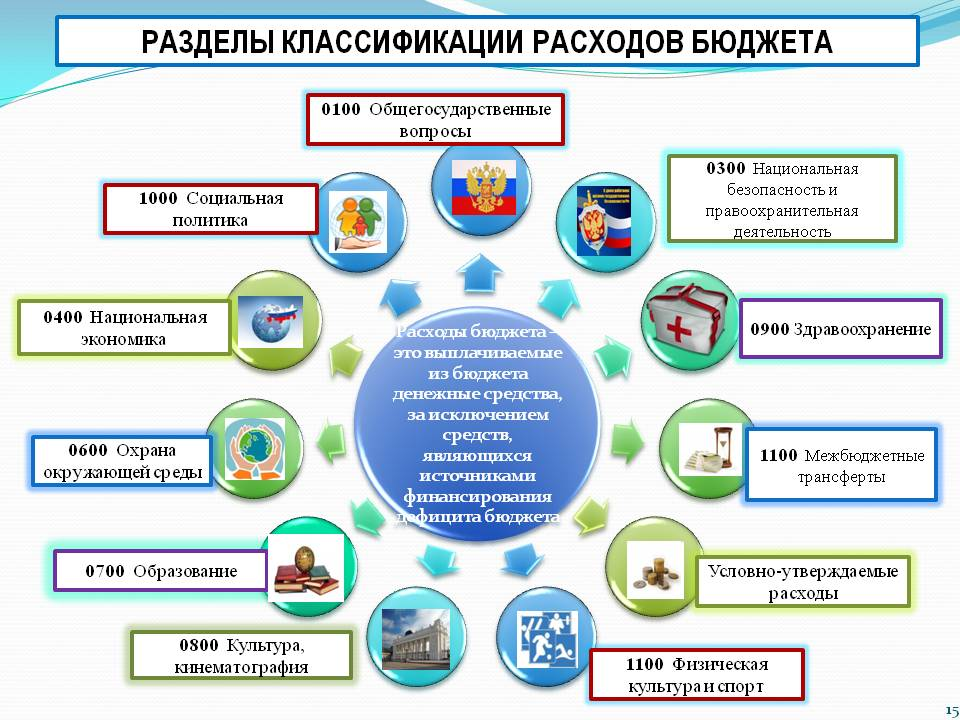 РАЗДЕЛЫ КЛАССИФИКАЦИИ РАСХОДОВ БЮДЖЕТА
0100 Общегосударственные
вопросы
0300 Национальная
безопасность и
правоохранительная
деятельность
0900 Здравоохранение
1100 Межбюджетные
трансферты
Условно-утверждаемые
расходы
1100 Физическая
культура и спорт
0800 Культура,
кинематография
0700 Образование
0600 Охрана
окружающей среды
0400 Национальная
экономика
1000 Социальная
политика
Расходы бюджета –
это выплачиваемые
из бюджета
денежные средства,
за исключением
средств,
являющихся
источниками
финансирования
дефицита бюджета
15